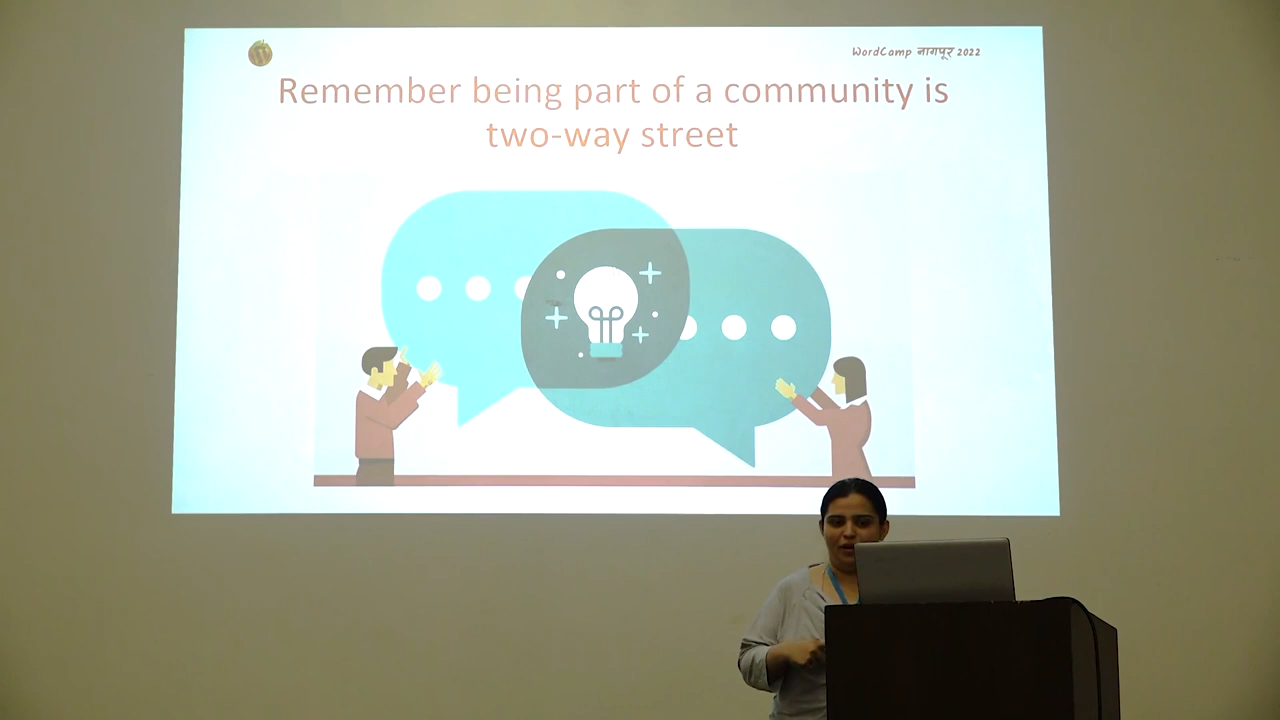 WordCamp नागपूर 2022
Remember being part of a community is
two-way street